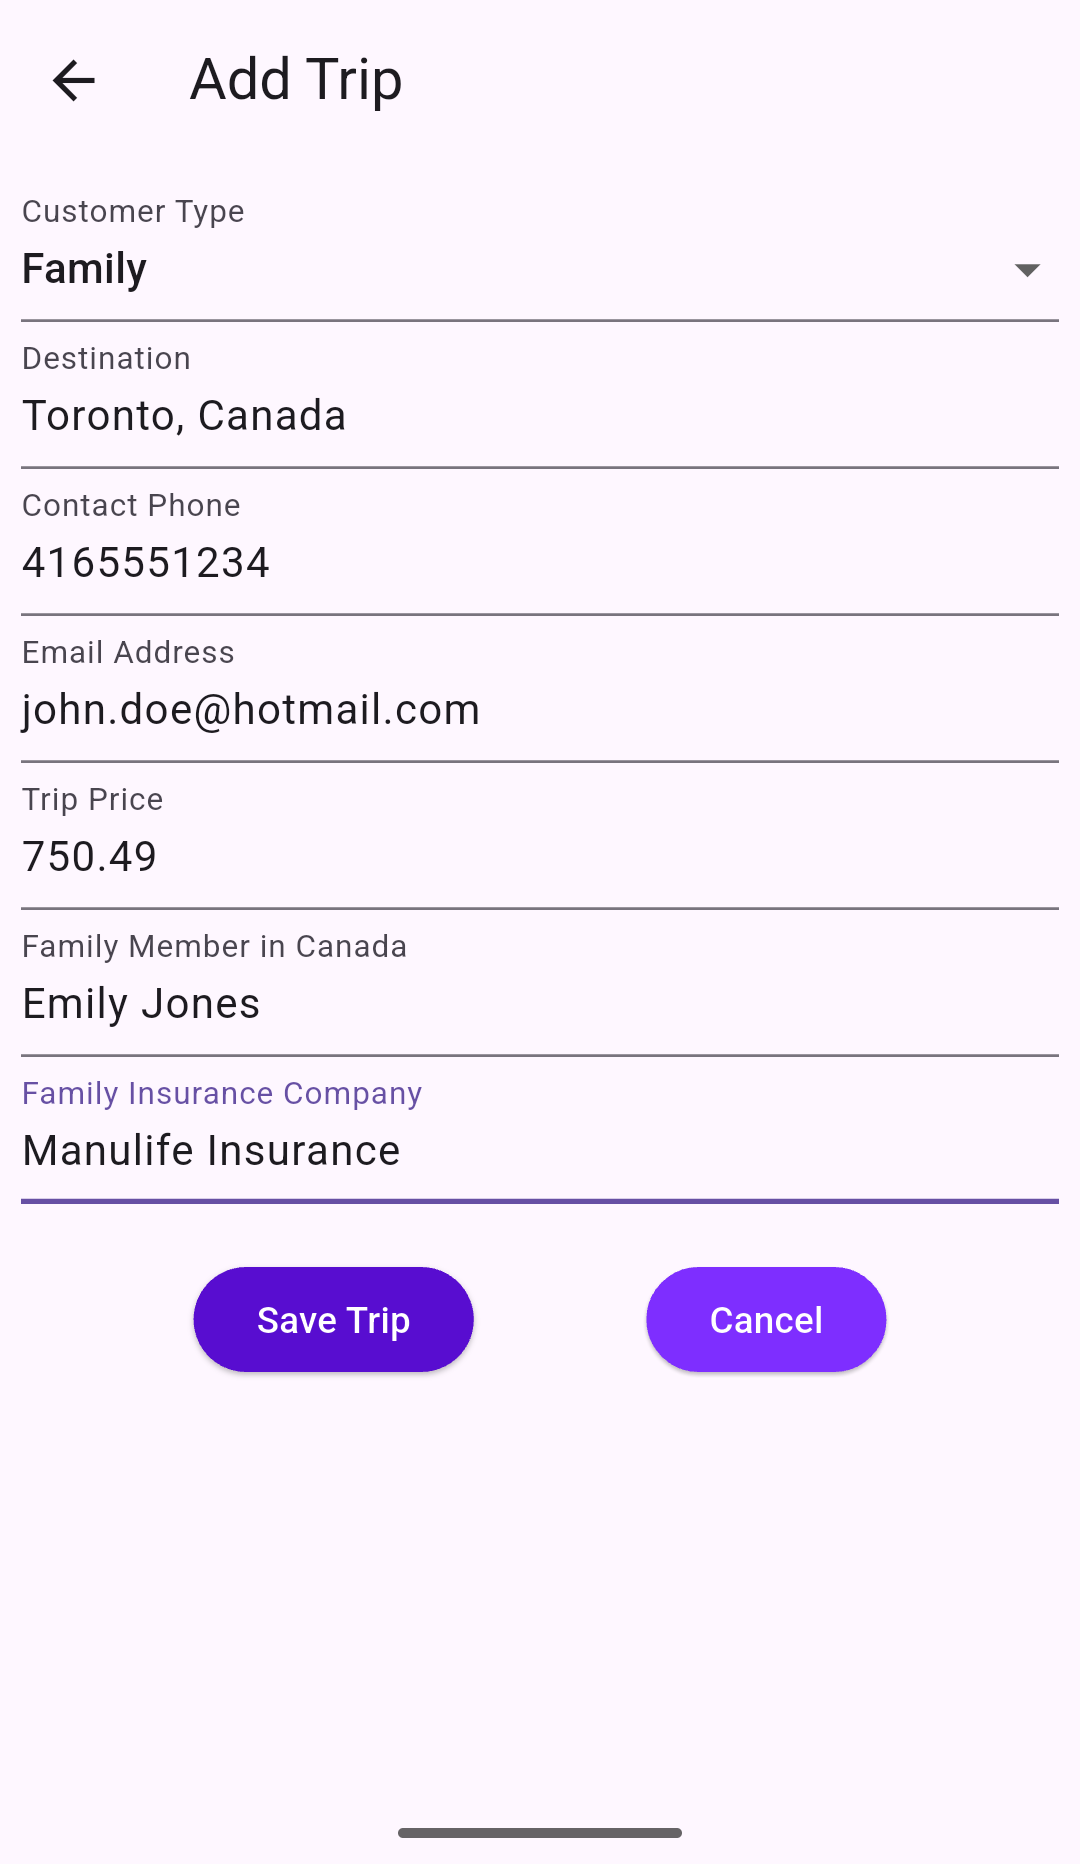 Add Trip
Customer Type
Family
Destination
Toronto, Canada
Contact Phone
4165551234
Email Address
john.doe@hotmail.com
Trip Price
750.49
Family Member in Canada
Emily Jones
Family Insurance Company
Manulife Insurance
Save Trip
Cancel